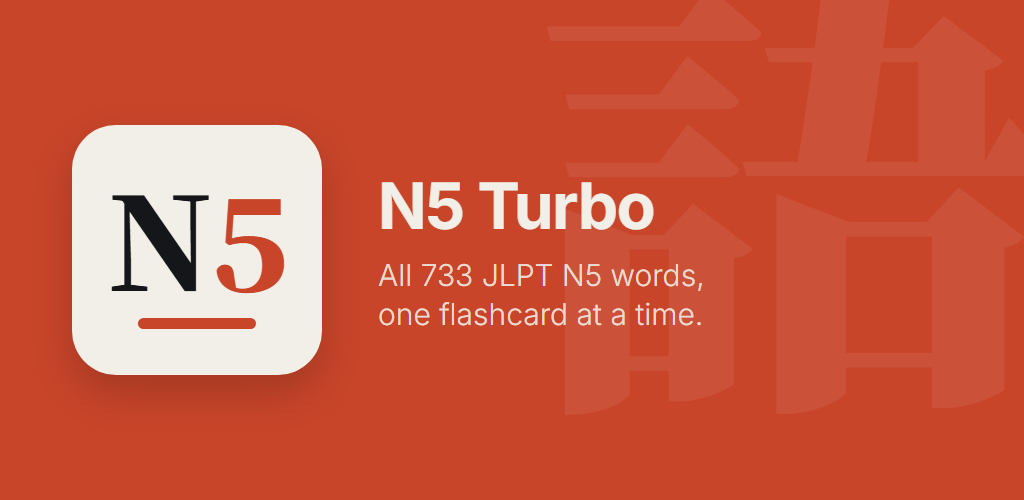 語
N5
N5 Turbo
All 733 JLPT N5 words,
one flashcard at a time.